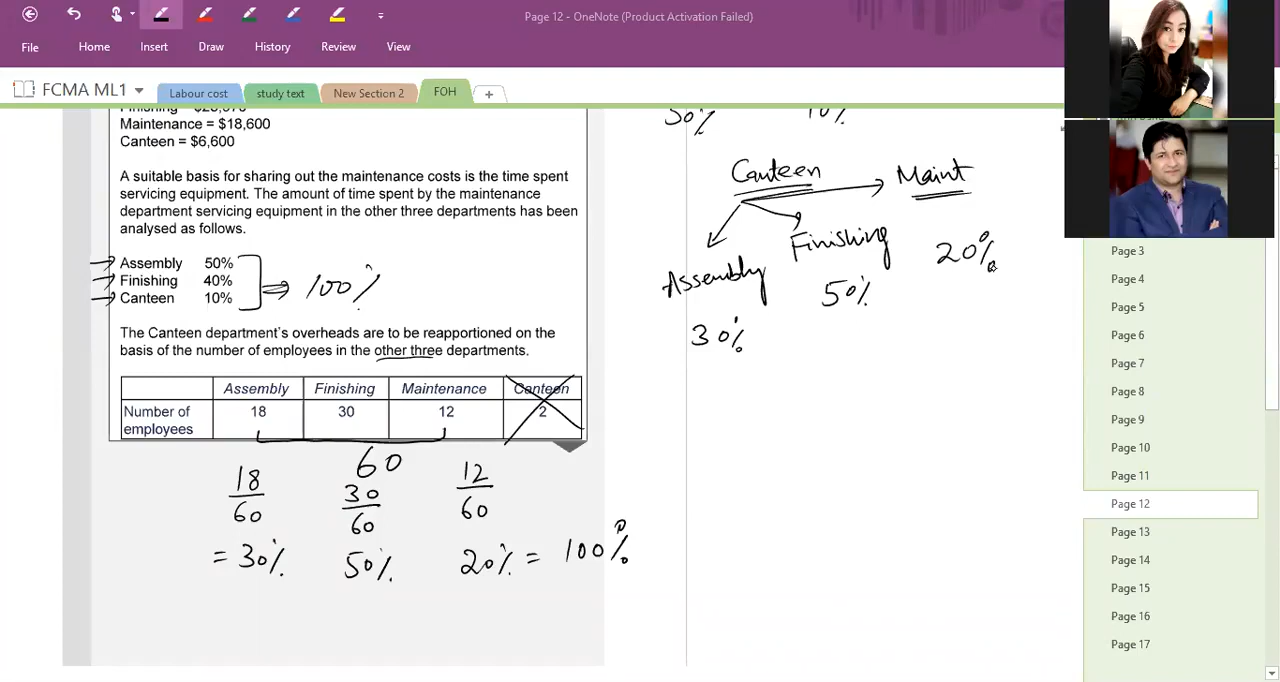 Page 12 - OneNote (Product Activation Failed)
File Home Insert Draw History Review View
FCMA ML1 Labour cost study text New Section 2 FOH
Maintenance = $18,600
Canteen = $6,600
A suitable basis for sharing out the maintenance costs is the time spent
servicing equipment. The amount of time spent by the maintenance
department servicing equipment in the other three departments has been
analysed as follows.
Assembly 50%
Finishing 40%
Canteen 10%
100%
The Canteen department's overheads are to be reapportioned on the
basis of the number of employees in the other three departments.
Assembly Finishing Maintenance Canteen
Number of employees 18 30 12 2
60
18/60 30/60 12/60
= 30% 50% 20% = 100%
50% 10%
Canteen Maint
Assembly Finishing 20%
30% 50%
Page 3
Page 4
Page 5
Page 6
Page 7
Page 8
Page 9
Page 10
Page 11
Page 12
Page 13
Page 14
Page 15
Page 16
Page 17